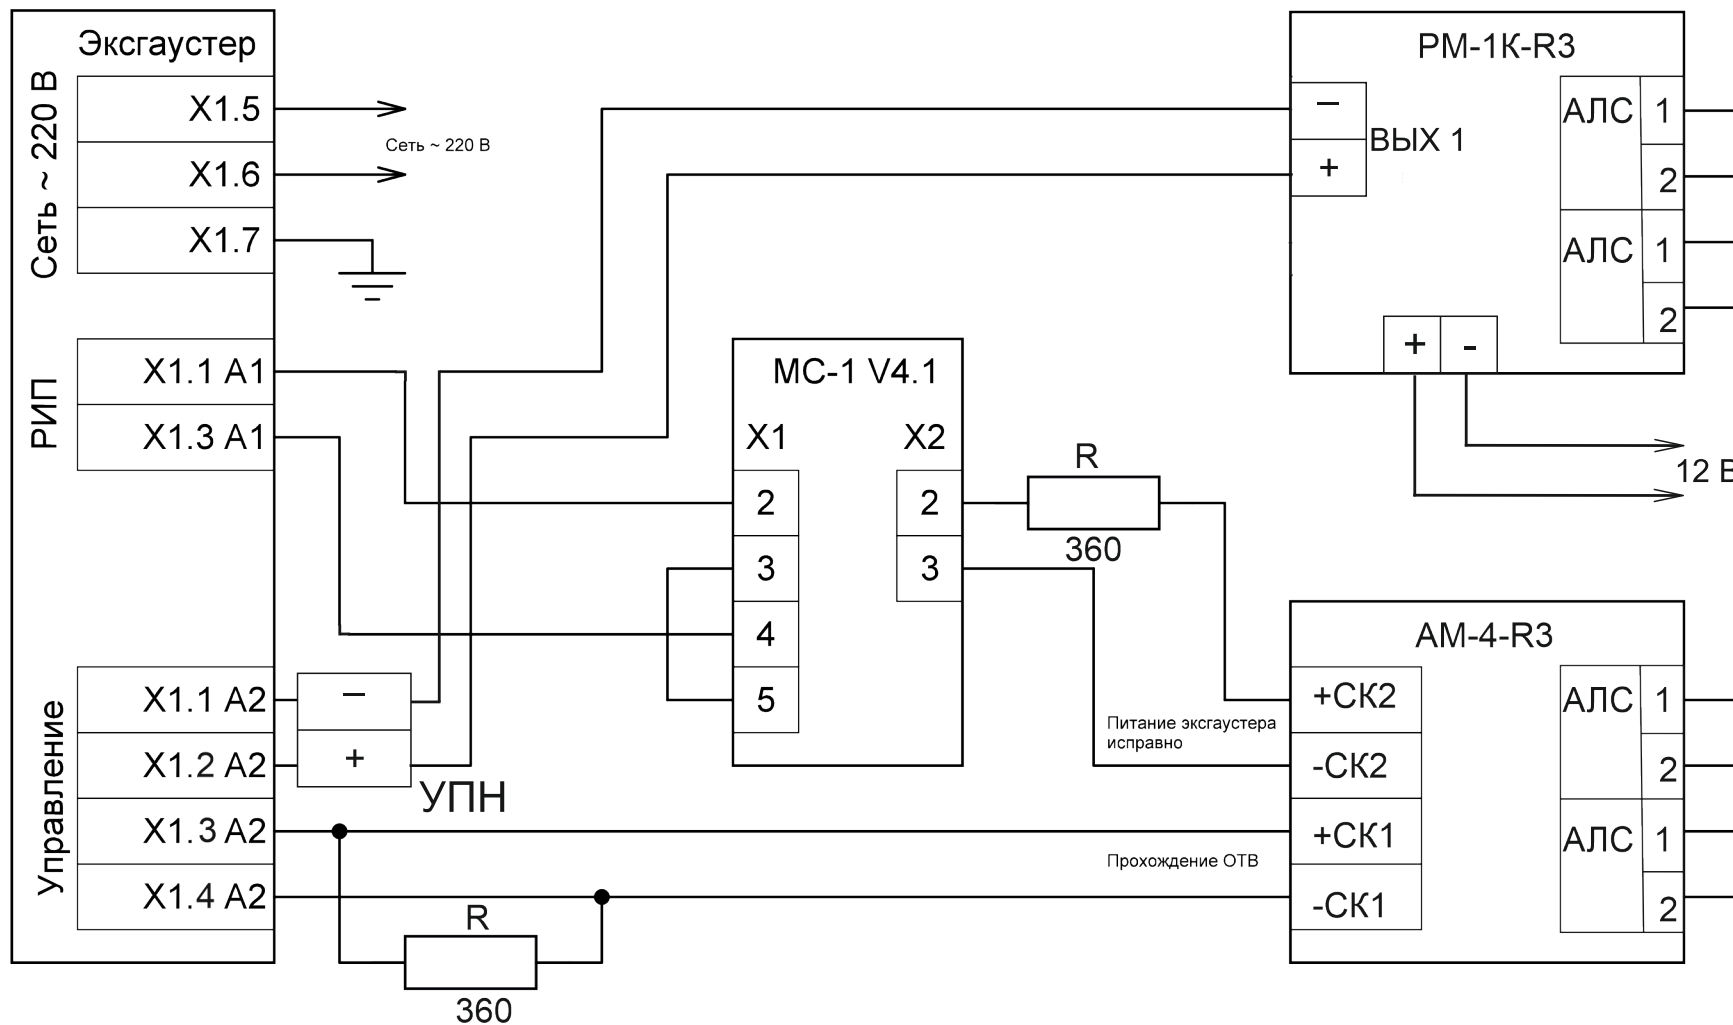 Эксгаустер
Сеть ~ 220 В
X1.5
X1.6
X1.7
Сеть ~ 220 В
РИП
X1.1 A1
X1.3 A1
Управление
X1.1 A2
X1.2 A2
X1.3 A2
X1.4 A2
−
+
УПН
R
360
МС-1 V4.1
X1
X2
2
3
4
5
2
3
R
360
РМ-1К-R3
−
+
ВЫХ 1
АЛС 1
2
АЛС 1
2
+ -
12 В
АМ-4-R3
+СК2
-СК2
+СК1
-СК1
АЛС 1
2
АЛС 1
2
Питание эксгаустера
исправно
Прохождение ОТВ